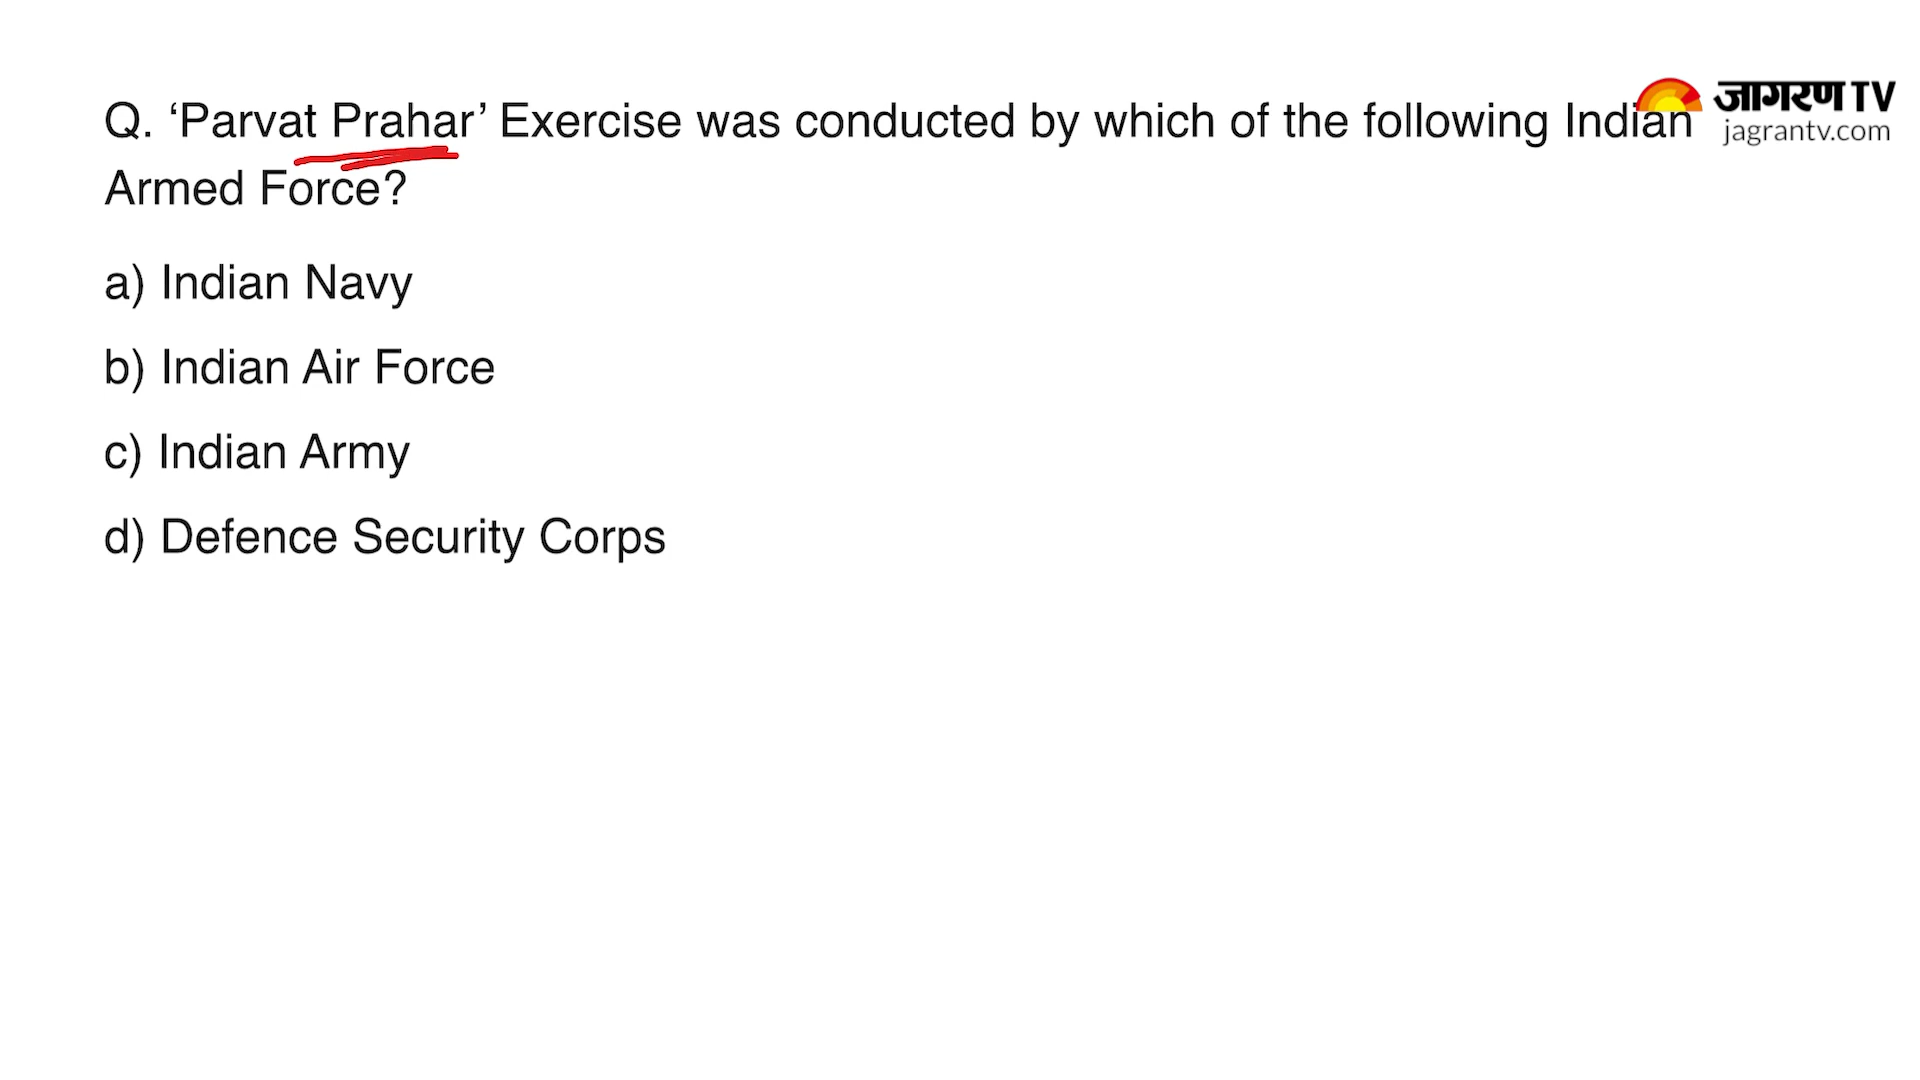 Q. ‘Parvat Prahar’ Exercise was conducted by which of the following Indian
Armed Force?
a) Indian Navy
b) Indian Air Force
c) Indian Army
d) Defence Security Corps
जागरण TV
jagrantv.com